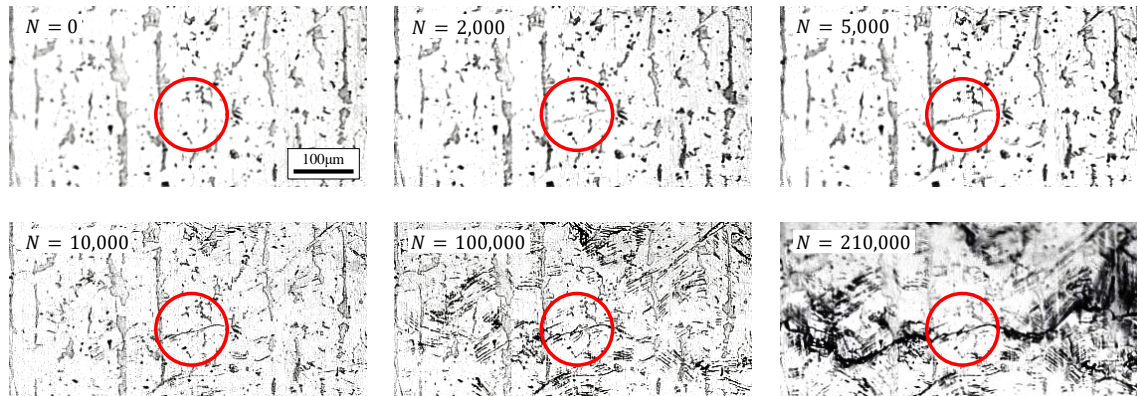 N = 0
N = 2,000
N = 5,000
100μm
N = 10,000
N = 100,000
N = 210,000